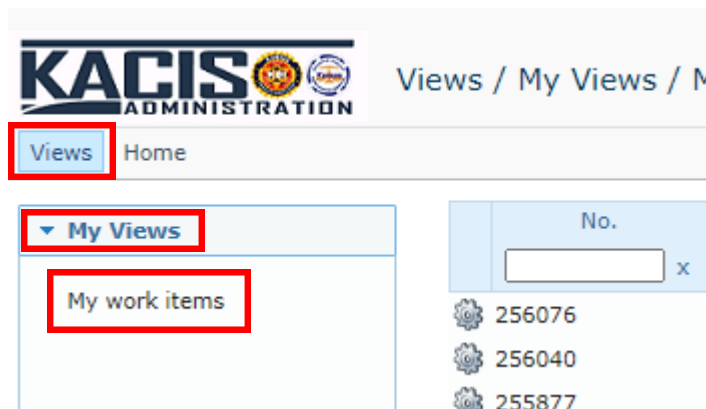 KACIS
ADMINISTRATION
Views / My Views / M
Views Home
My Views
My work items
No.
x
256076
256040
255877